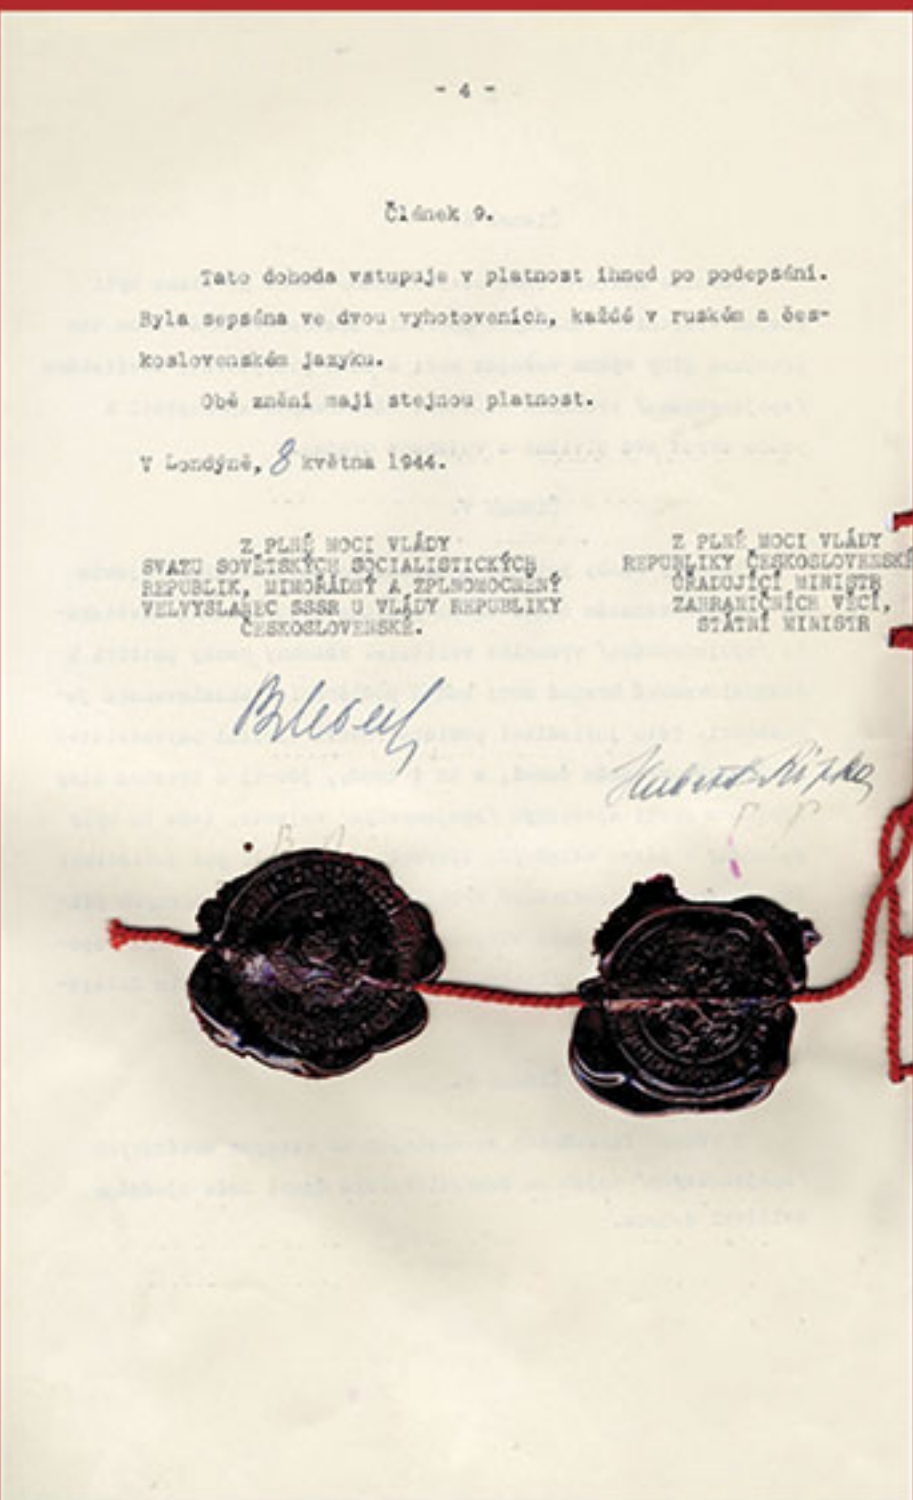 - 4 -
Článek 9.
Tato dohoda vstupuje v platnost ihned po podepsání.
Byla sepsána ve dvou vyhotoveních, každé v ruském a čes-
koslovenském jazyku.
Obě znění mají stejnou platnost.
V Londýně, 8 května 1944.
Z PLNÉ MOCI VLÁDY
SVAZU SOVĚTSKÝCH SOCIALISTICKÝCH
REPUBLIK, MIMOŘÁDNÝ A ZPLNOMOCNĚNÝ
VELVYSLANEC SSSR U VLÁDY REPUBLIKY
ČESKOSLOVENSKÉ.
Z PLNÉ MOCI VLÁDY
REPUBLIKY ČESKOSLOVENSKÉ
ÚŘADUJÍCÍ MINISTR
ZAHRANIČNÍCH VĚCÍ,
STÁTNÍ MINISTR
Hubert Ripka